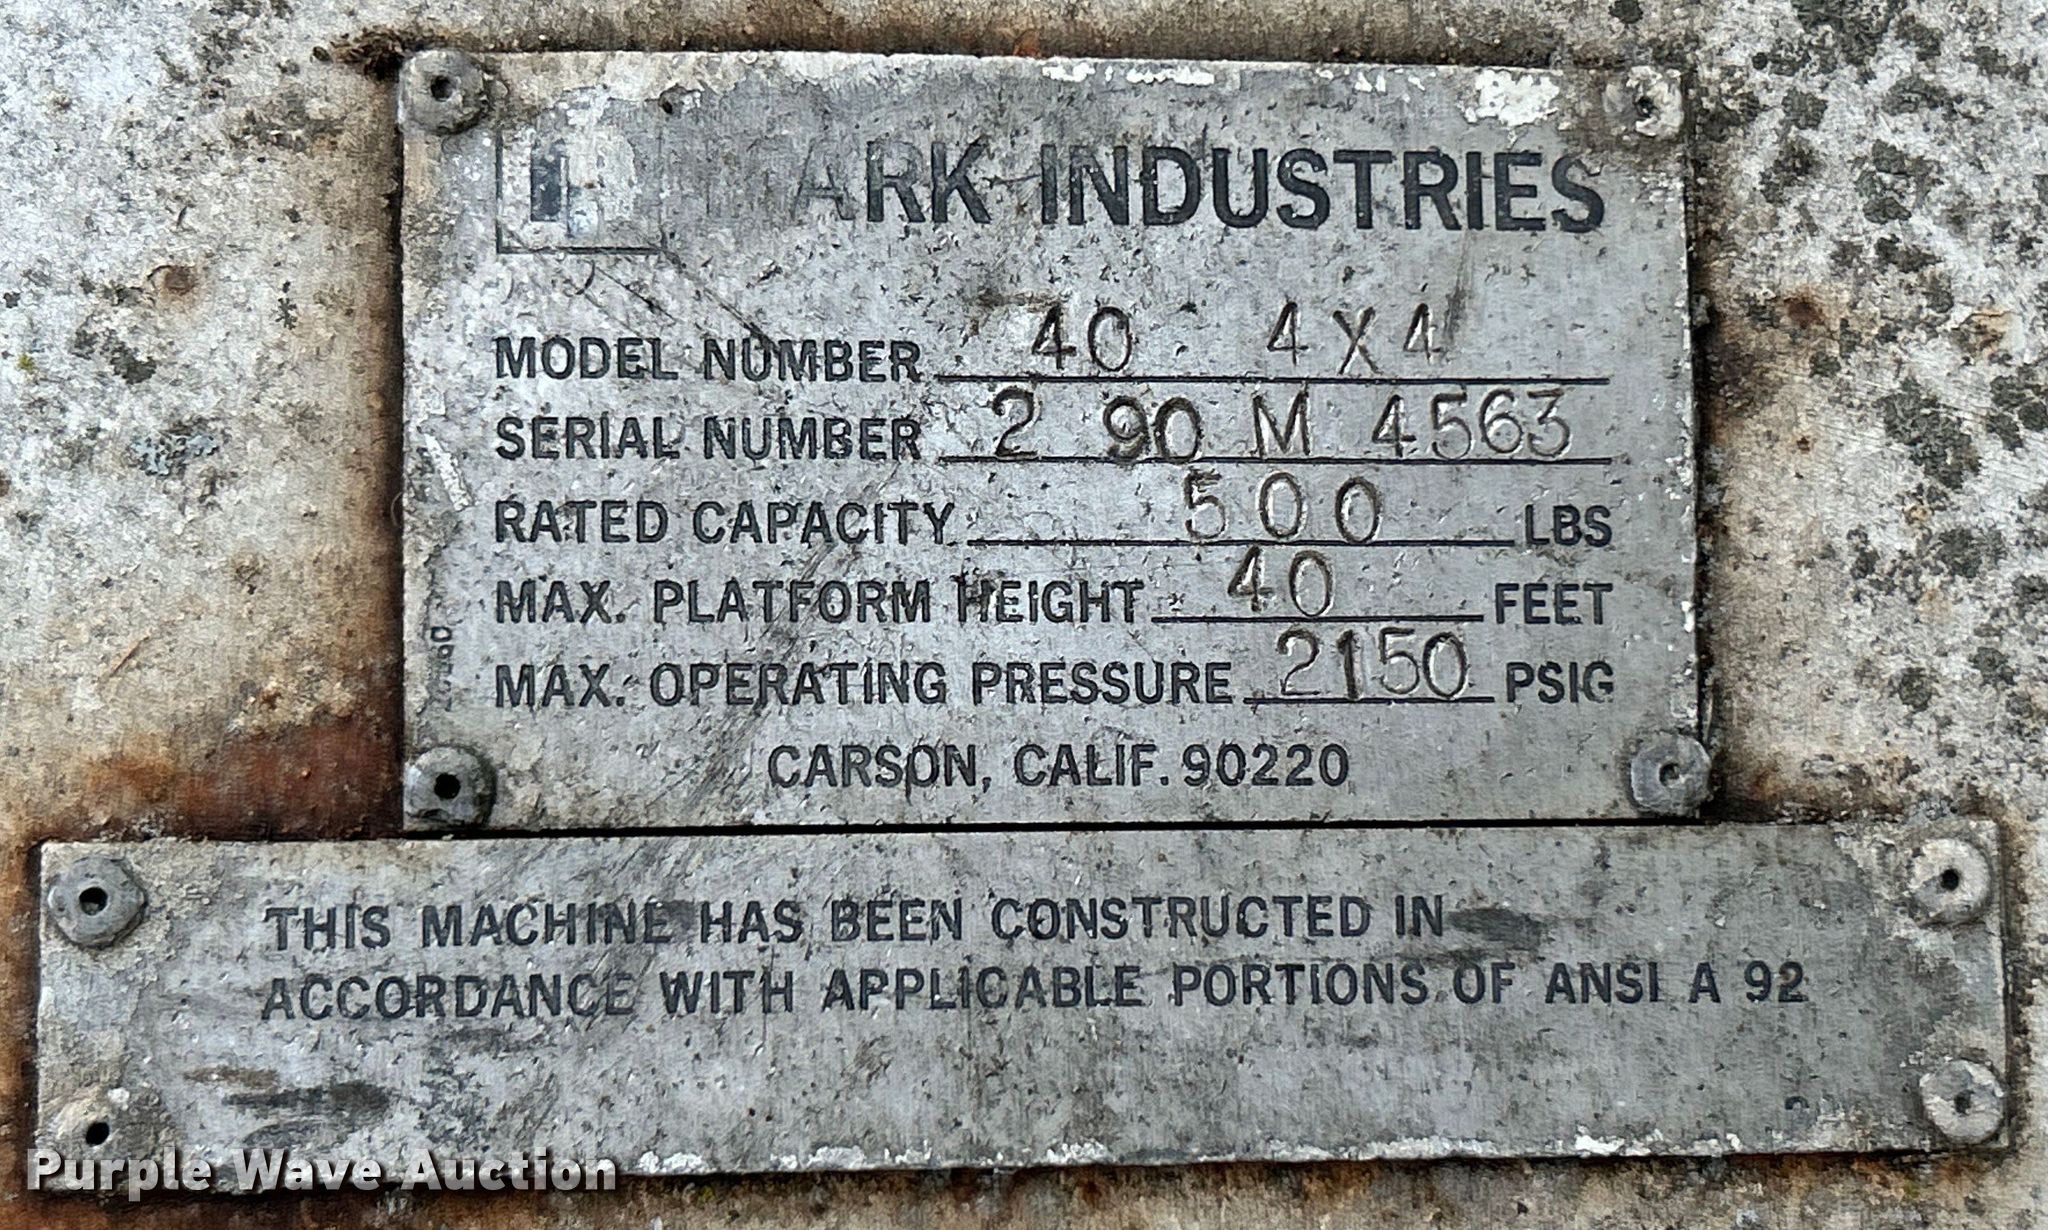 ARK INDUSTRIES
MODEL NUMBER 40 4X4
SERIAL NUMBER 2 90 M 4563
RATED CAPACITY 500 LBS
MAX. PLATFORM HEIGHT 40 FEET
MAX. OPERATING PRESSURE 2150 PSIG
CARSON, CALIF. 90220
THIS MACHINE HAS BEEN CONSTRUCTED IN
ACCORDANCE WITH APPLICABLE PORTIONS OF ANSI A 92
Purple Wave Auction